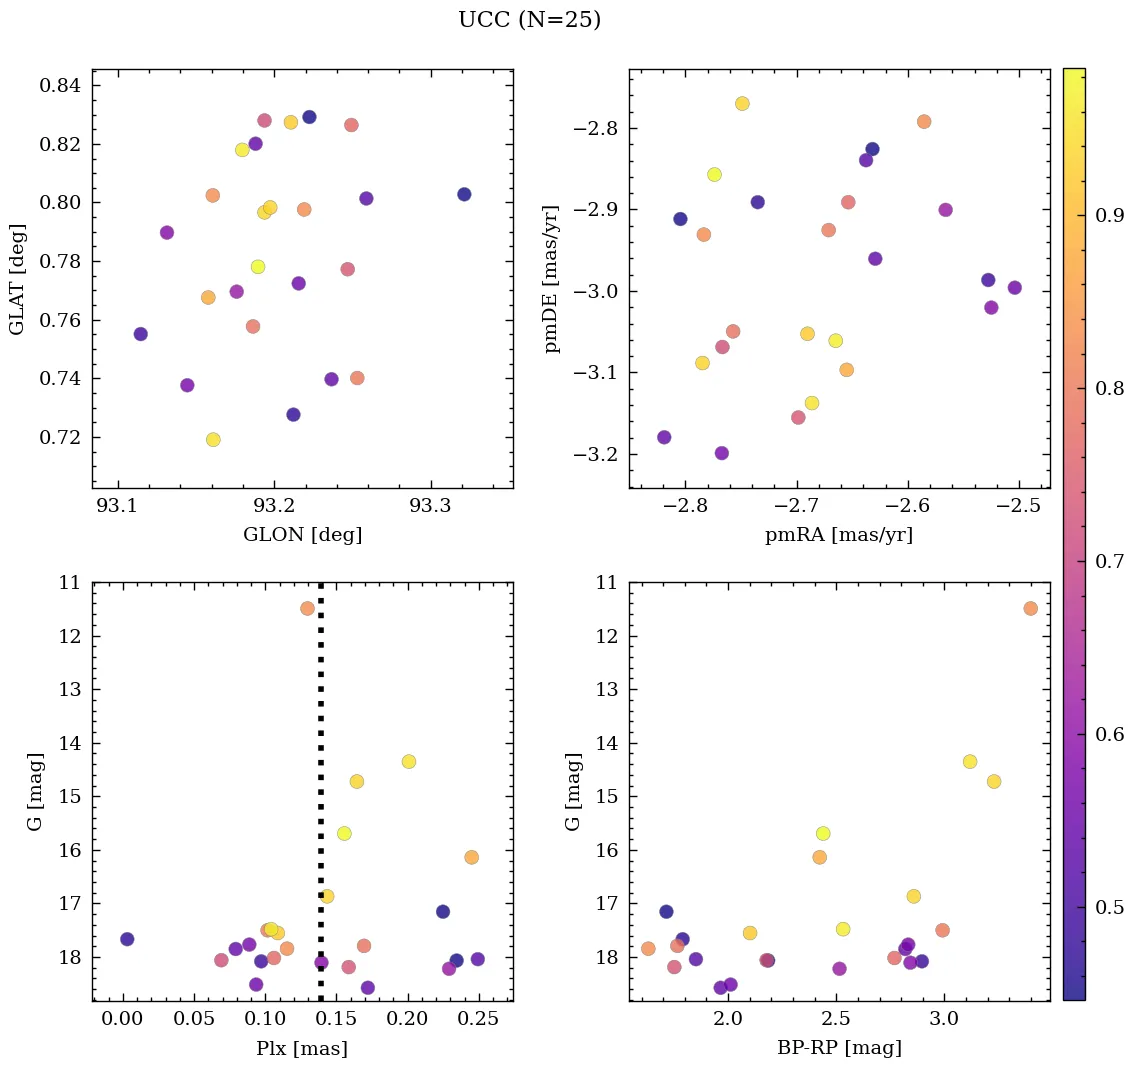 UCC (N=25)
0.84
0.82
0.80
0.78
0.76
0.74
0.72
GLAT [deg]
93.1 93.2 93.3
GLON [deg]
−2.8
−2.9
−3.0
−3.1
−3.2
pmDE [mas/yr]
−2.8 −2.7 −2.6 −2.5
pmRA [mas/yr]
11
12
13
14
15
16
17
18
G [mag]
0.00 0.05 0.10 0.15 0.20 0.25
Plx [mas]
11
12
13
14
15
16
17
18
G [mag]
2.0 2.5 3.0
BP-RP [mag]
0.9
0.8
0.7
0.6
0.5